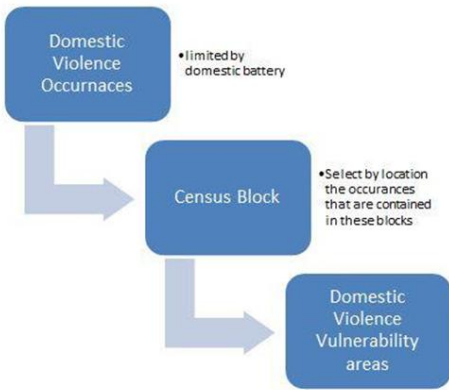 Domestic
Violence
Occurnaces
•limited by
domestic battery
Census Block
•Select by location
the occurances
that are contained
in these blocks
Domestic
Violence
Vulnerability
areas